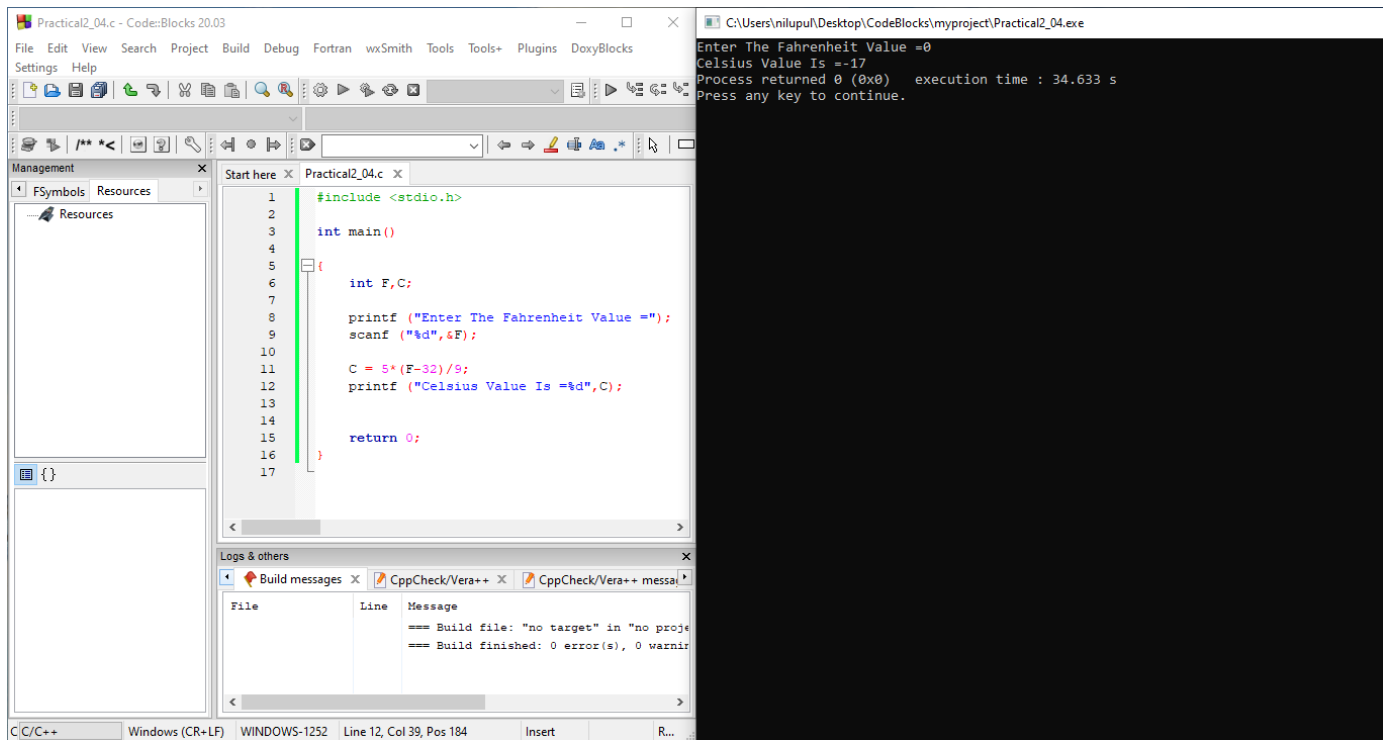 Practical2_04.c - Code::Blocks 20.03
File Edit View Search Project Build Debug Fortran wxSmith Tools Tools+ Plugins DoxyBlocks
Settings Help
/** *<
Management
FSymbols Resources
Resources
{}
Start here Practical2_04.c
1 #include <stdio.h>
2
3 int main()
4
5 {
6 int F,C;
7
8 printf ("Enter The Fahrenheit Value =");
9 scanf ("%d",&F);
10
11 C = 5*(F-32)/9;
12 printf ("Celsius Value Is =%d",C);
13
14
15 return 0;
16 }
17
Logs & others
Build messages CppCheck/Vera++ CppCheck/Vera++ messa
File Line Message
=== Build file: "no target" in "no proje
=== Build finished: 0 error(s), 0 warnin
C C/C++ Windows (CR+LF) WINDOWS-1252 Line 12, Col 39, Pos 184 Insert R...
C:\Users\nilupul\Desktop\CodeBlocks\myproject\Practical2_04.exe
Enter The Fahrenheit Value =0
Celsius Value Is =-17
Process returned 0 (0x0) execution time : 34.633 s
Press any key to continue.